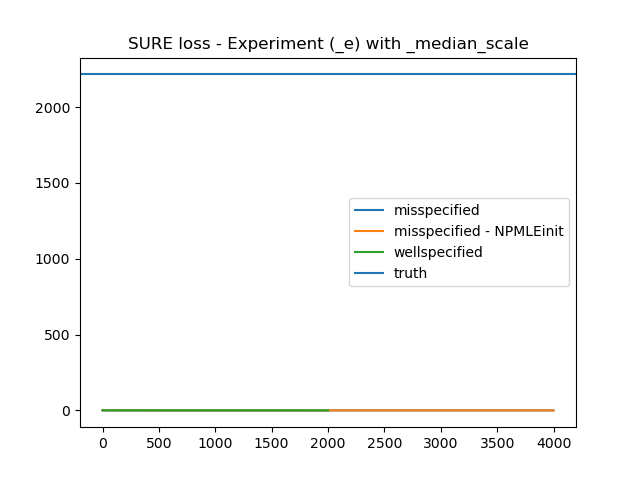 SURE loss - Experiment (_e) with _median_scale
2000
1500
1000
500
0
misspecified
misspecified - NPMLEinit
wellspecified
truth
0 500 1000 1500 2000 2500 3000 3500 4000